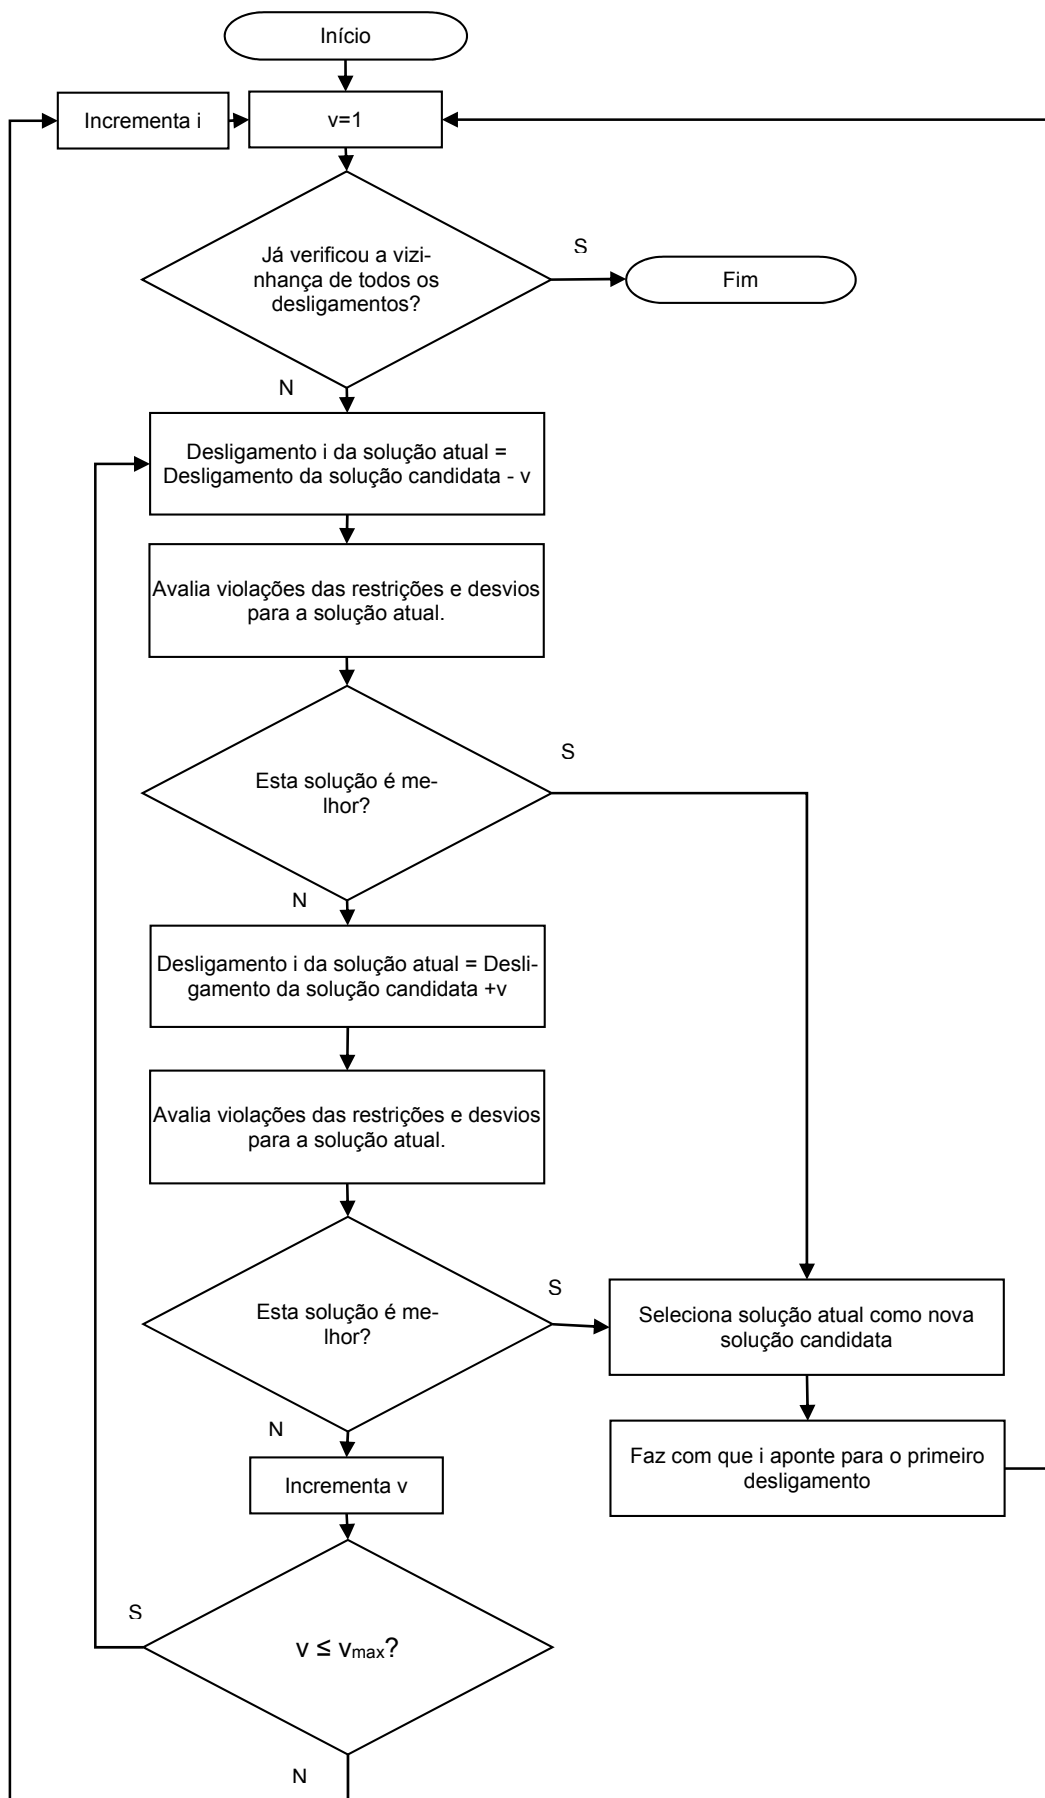 Início
Incrementa i
v=1
Já verificou a vizi-
nhança de todos os
desligamentos?
S
Fim
N
Desligamento i da solução atual =
Desligamento da solução candidata - v
Avalia violações das restrições e desvios
para a solução atual.
S
Esta solução é me-
lhor?
N
Desligamento i da solução atual = Desli-
gamento da solução candidata +v
Avalia violações das restrições e desvios
para a solução atual.
Esta solução é me-
lhor?
S
Seleciona solução atual como nova
solução candidata
N
Faz com que i aponte para o primeiro
desligamento
Incrementa v
S
v ≤ vmax?
N